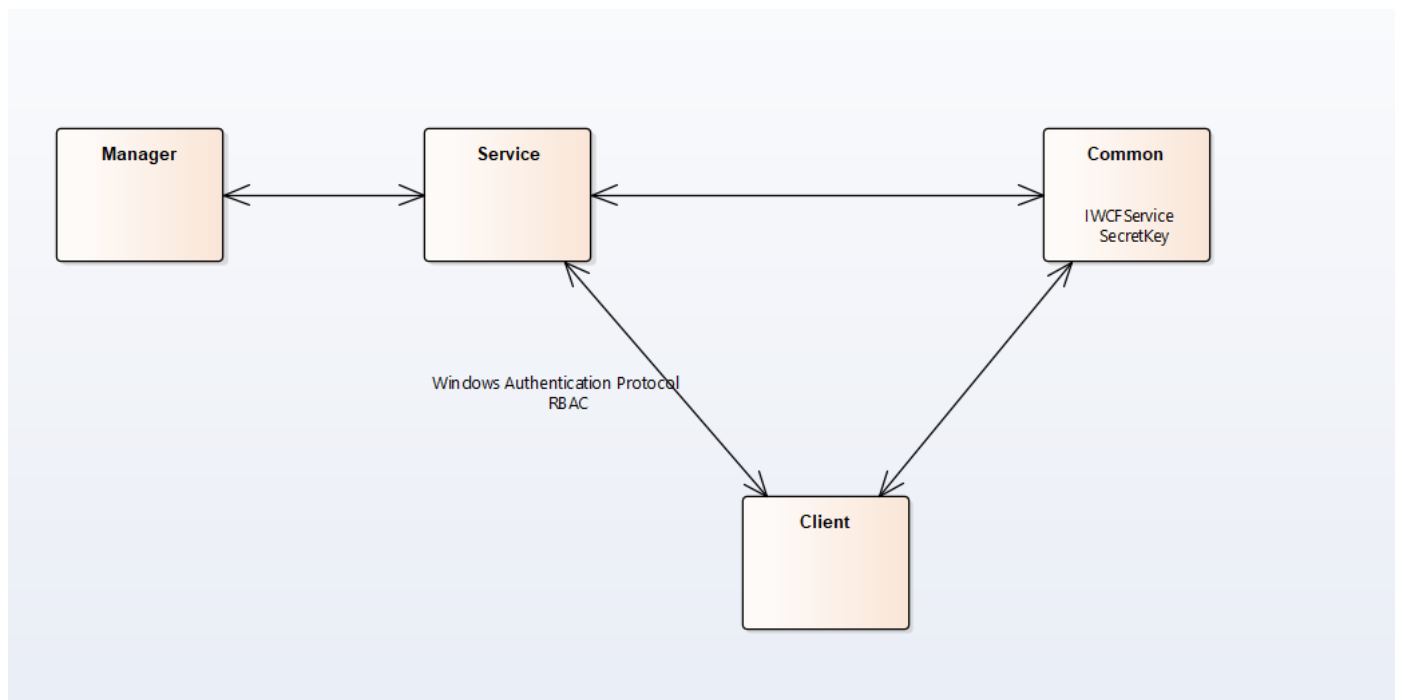 Manager
Service
Common
IWCFService
SecretKey
Windows Authentication Protocol
RBAC
Client